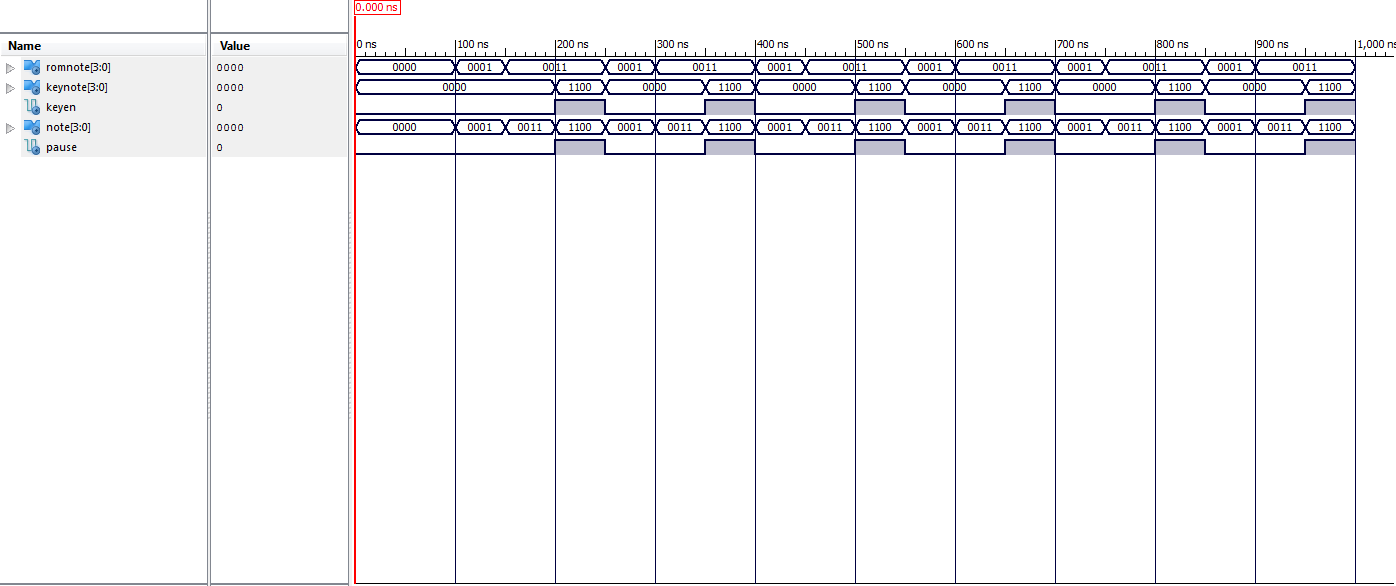 0.000 ns
Name Value 0 ns 100 ns 200 ns 300 ns 400 ns 500 ns 600 ns 700 ns 800 ns 900 ns 1,000 ns
romnote[3:0] 0000 0000 0001 0011 0001 0011 0001 0011 0001 0011 0001 0011 0001 0011
keynote[3:0] 0000 0000 1100 0000 1100 0000 1100 0000 1100 0000 1100 0000 1100
keyen 0
note[3:0] 0000 0000 0001 0011 1100 0001 0011 1100 0001 0011 1100 0001 0011 1100 0001 0011 1100 0001 0011 1100
pause 0